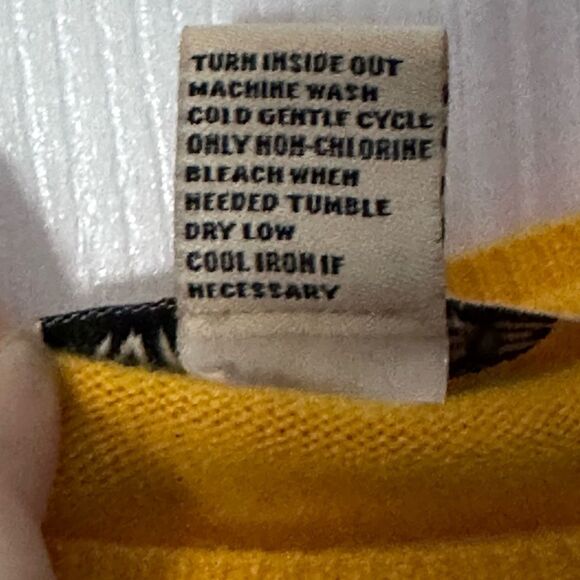 TURN INSIDE OUT
MACHINE WASH
COLD GENTLE CYCLE
ONLY NON-CHLORINE
BLEACH WHEN
NEEDED TUMBLE
DRY LOW
COOL IRON IF
NECESSARY